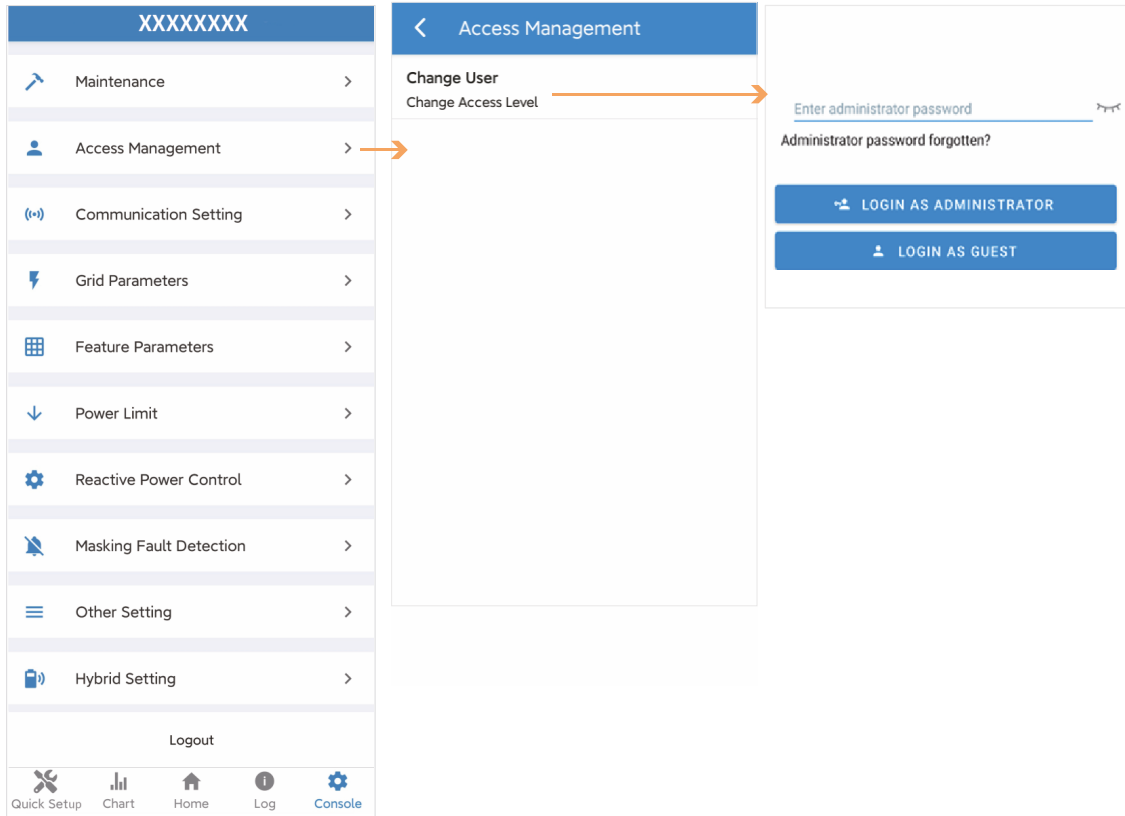 XXXXXXXX
Maintenance
Access Management
Communication Setting
Grid Parameters
Feature Parameters
Power Limit
Reactive Power Control
Masking Fault Detection
Other Setting
Hybrid Setting
Logout
Quick Setup
Chart
Home
Log
Console
Access Management
Change User
Change Access Level
Enter administrator password
Administrator password forgotten?
LOGIN AS ADMINISTRATOR
LOGIN AS GUEST